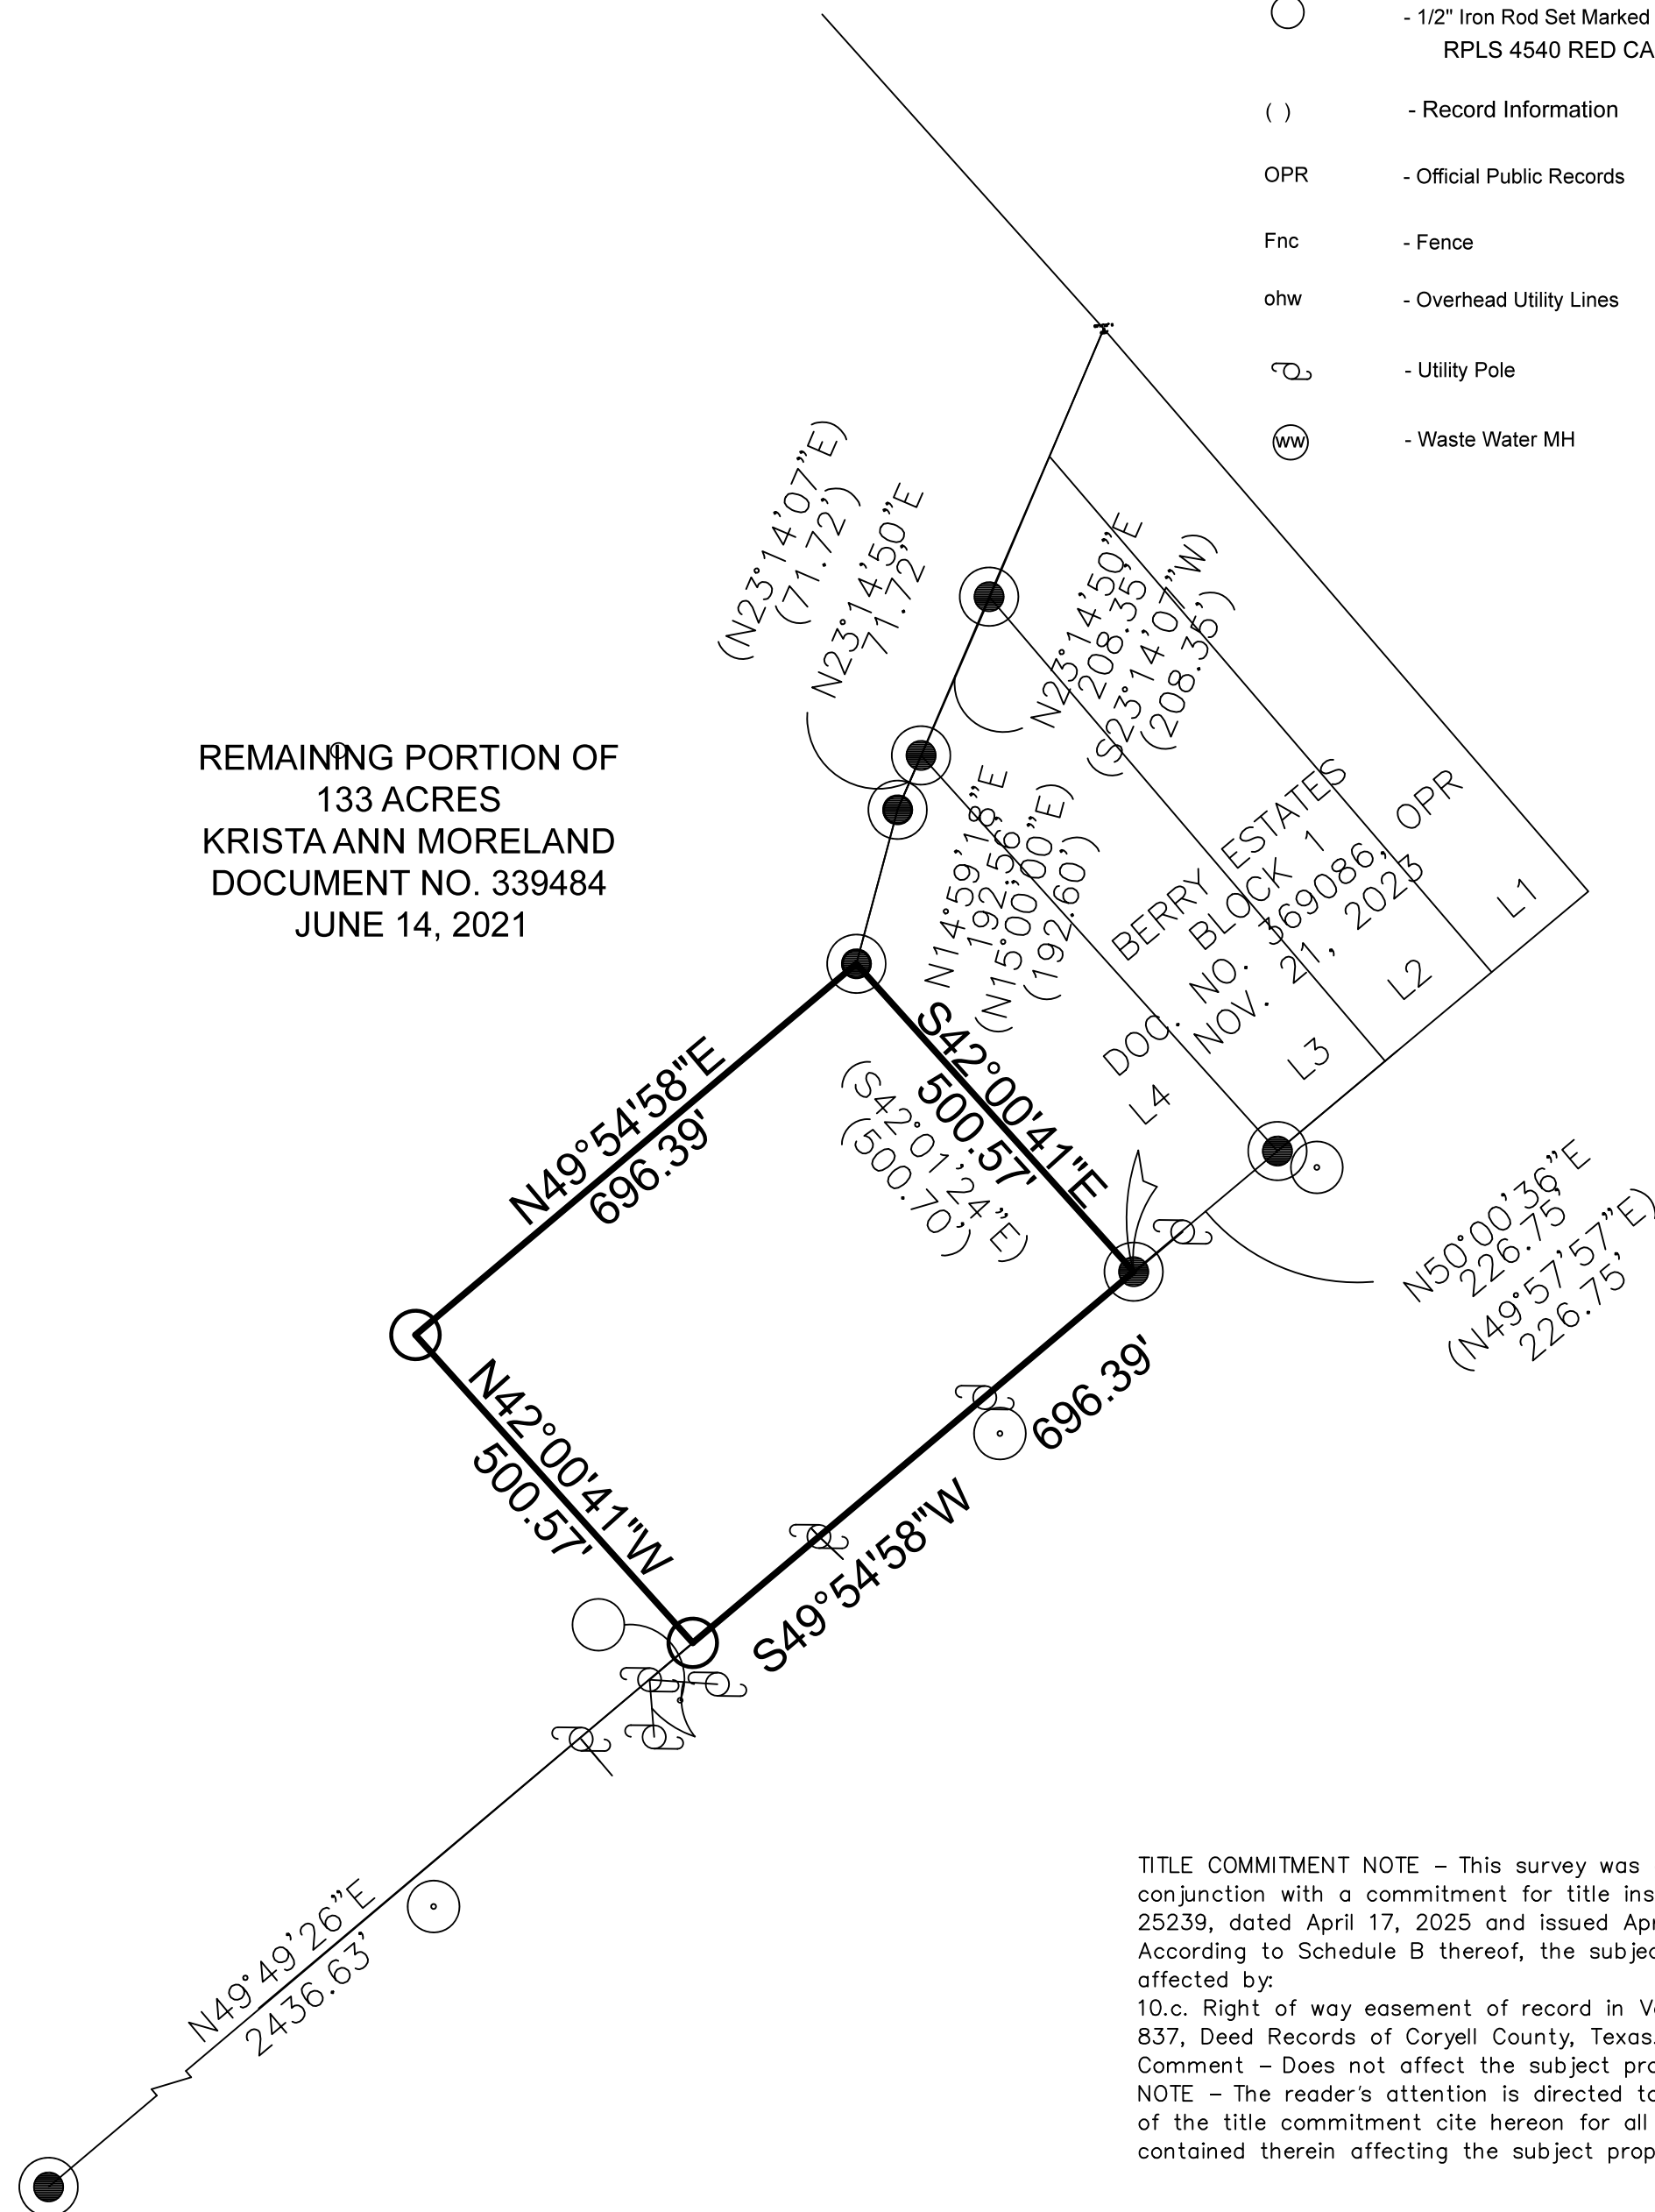 - 1/2" Iron Rod Set Marked
RPLS 4540 RED CA
( ) - Record Information
OPR - Official Public Records
Fnc - Fence
ohw - Overhead Utility Lines
- Utility Pole
WW - Waste Water MH
(N23°14'07"E)
(71.72')
N23°14'50"E
71.72'
N23°14'50"E
208.35'
(S23°14'07"W)
(208.35')
REMAINING PORTION OF
133 ACRES
KRISTA ANN MORELAND
DOCUMENT NO. 339484
JUNE 14, 2021
N14°59'18"E
192.56'
(N15°00'00"E)
(192.60')
BERRY ESTATES
BLOCK 1
DOC. NO. 369086, OPR
NOV. 21, 2023
L1
L2
L3
L4
N49°54'58"E
696.39'
S42°00'41"E
500.57'
(S42°01'24"E)
(500.70')
N50°00'36"E
226.75'
(N49°57'57"E)
226.75'
N42°00'41"W
500.57'
S49°54'58"W
696.39'
N49°49'26"E
2436.63'
TITLE COMMITMENT NOTE – This survey was
conjunction with a commitment for title ins
25239, dated April 17, 2025 and issued Apr
According to Schedule B thereof, the subjec
affected by:
10.c. Right of way easement of record in Vo
837, Deed Records of Coryell County, Texas.
Comment – Does not affect the subject pro
NOTE – The reader's attention is directed to
of the title commitment cite hereon for all
contained therein affecting the subject prop